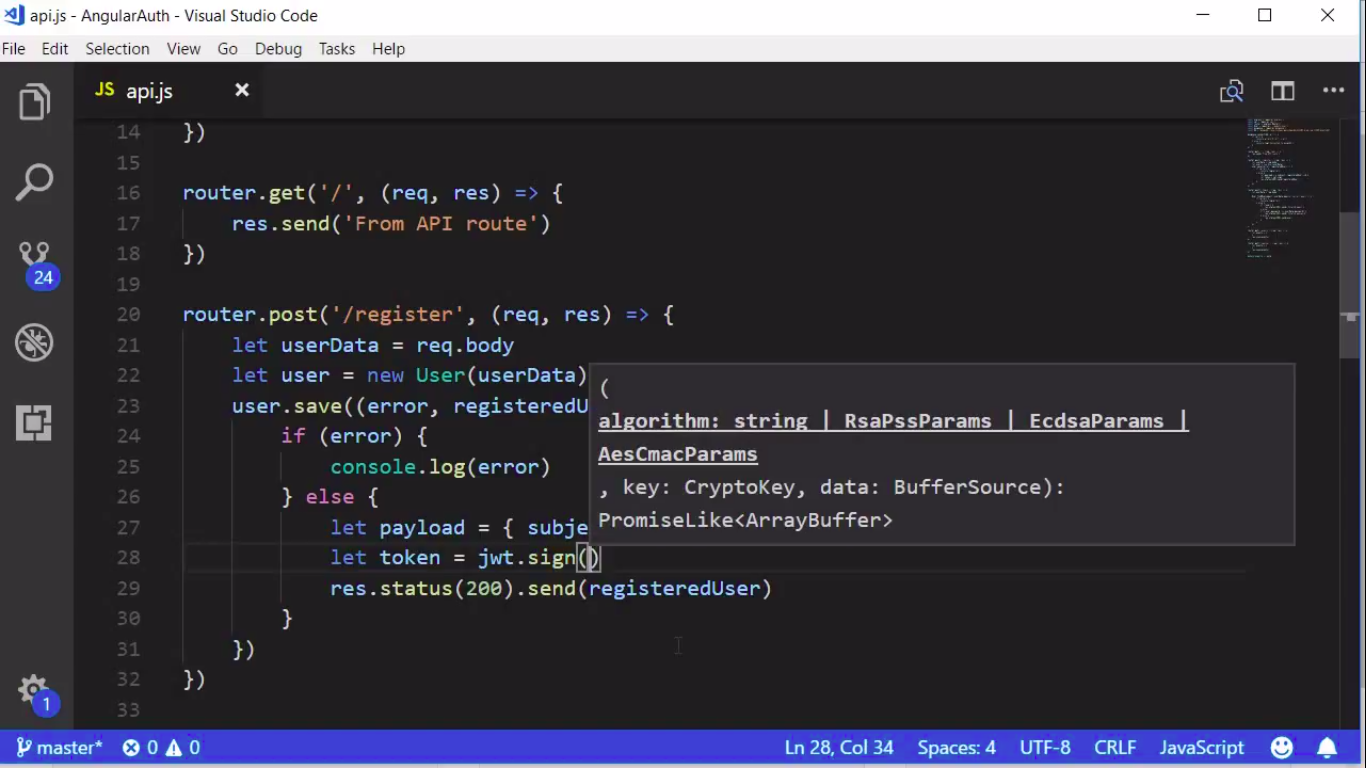 api.js - AngularAuth - Visual Studio Code
File Edit Selection View Go Debug Tasks Help
JS api.js
14 })
15
16 router.get('/', (req, res) => {
17     res.send('From API route')
18 })
19
20 router.post('/register', (req, res) => {
21     let userData = req.body
22     let user = new User(userData)
23     user.save((error, registeredU
24         if (error) {
25             console.log(error)
26         } else {
27             let payload = { subje
28             let token = jwt.sign()
29             res.status(200).send(registeredUser)
30         }
31     })
32 })
33
(
algorithm: string | RsaPssParams | EcdsaParams |
AesCmacParams
, key: CryptoKey, data: BufferSource):
PromiseLike<ArrayBuffer>
24
1
master* 0 0 Ln 28, Col 34 Spaces: 4 UTF-8 CRLF JavaScript